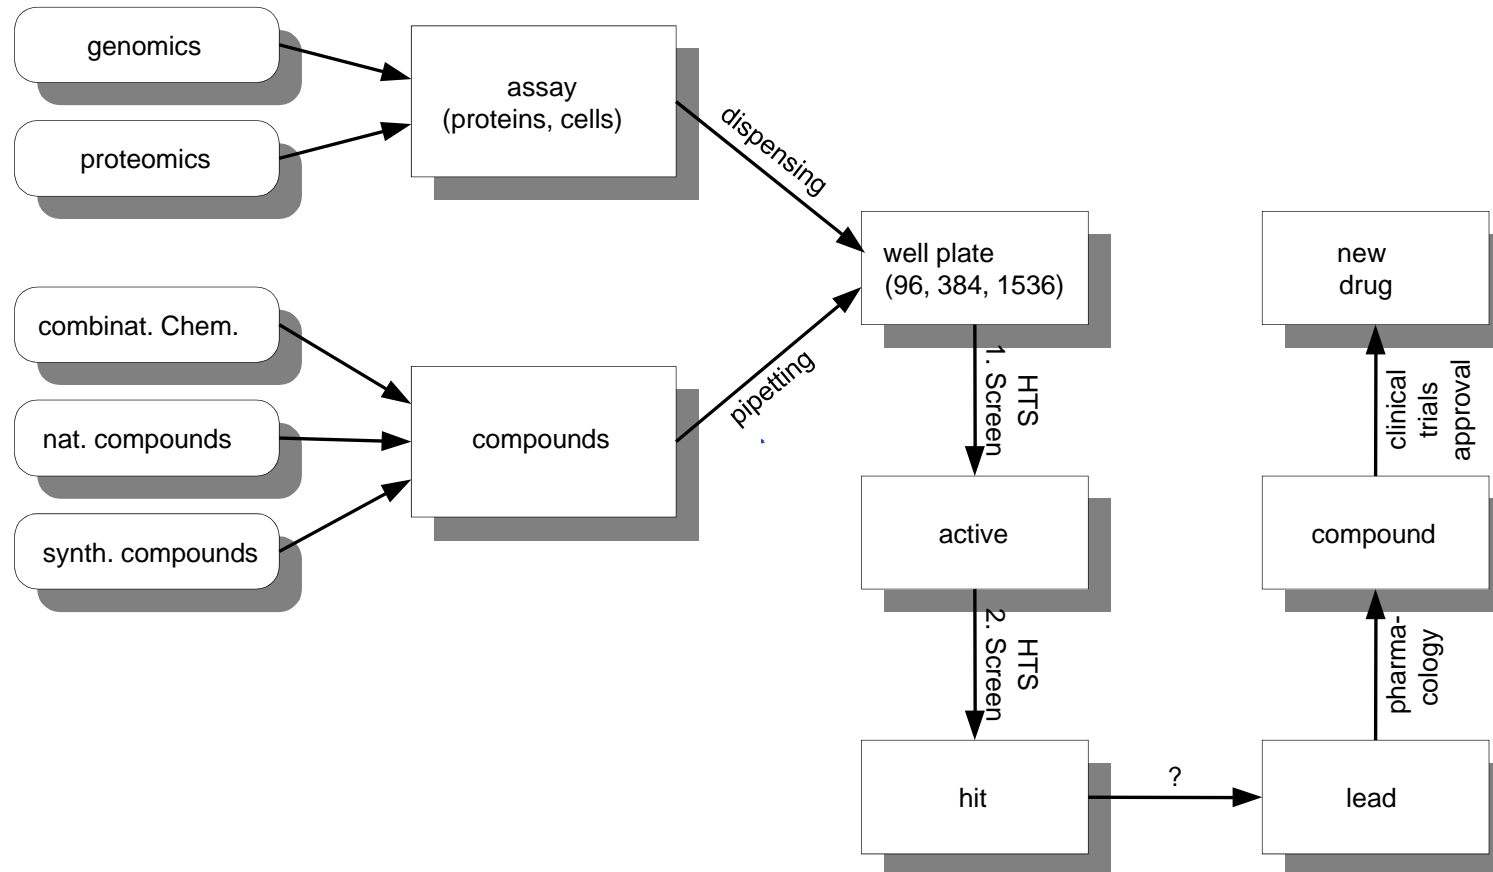 genomics
proteomics
assay
(proteins, cells)
dispensing
combinat. Chem.
nat. compounds
synth. compounds
compounds
pipetting
well plate
(96, 384, 1536)
HTS
1. Screen
active
HTS
2. Screen
hit
?
lead
pharma-
cology
compound
clinical
trials
approval
new
drug